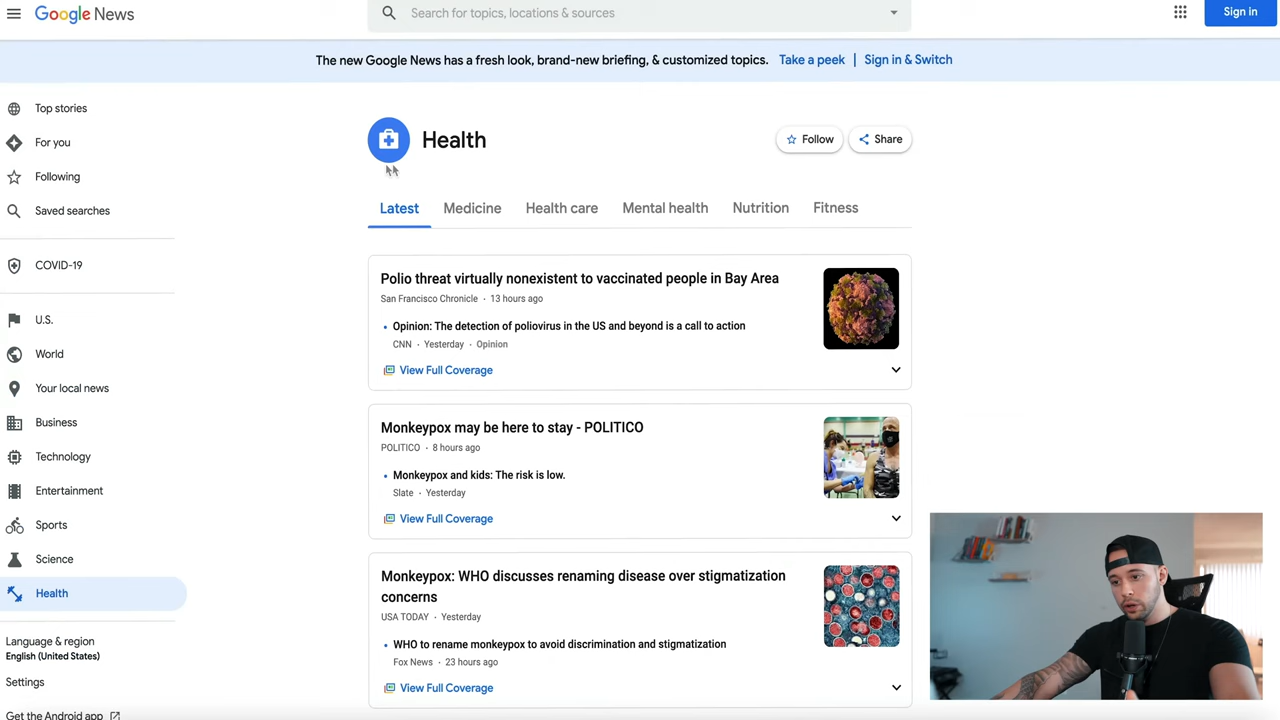 Google News
Search for topics, locations & sources
Sign in
The new Google News has a fresh look, brand-new briefing, & customized topics. Take a peek | Sign in & Switch
Top stories
For you
Following
Saved searches
COVID-19
U.S.
World
Your local news
Business
Technology
Entertainment
Sports
Science
Health
Language & region
English (United States)
Settings
Get the Android app
Health
Follow
Share
Latest
Medicine
Health care
Mental health
Nutrition
Fitness
Polio threat virtually nonexistent to vaccinated people in Bay Area
San Francisco Chronicle · 13 hours ago
Opinion: The detection of poliovirus in the US and beyond is a call to action
CNN · Yesterday · Opinion
View Full Coverage
Monkeypox may be here to stay - POLITICO
POLITICO · 8 hours ago
Monkeypox and kids: The risk is low.
Slate · Yesterday
View Full Coverage
Monkeypox: WHO discusses renaming disease over stigmatization
concerns
USA TODAY · Yesterday
WHO to rename monkeypox to avoid discrimination and stigmatization
Fox News · 23 hours ago
View Full Coverage